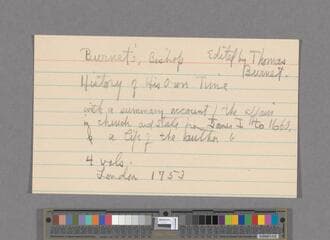 Burnet's, Bishop Edited by Thomas
Burnet.
History of His Own Time
with a summary account / the affairs
of church and state from James I to 1660,
& a life of the author
4 vols.
London 1753